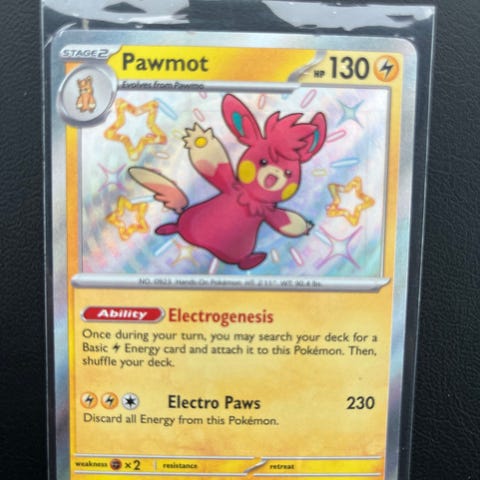 STAGE 2 Pawmot HP 130
Evolves from Pawmo
NO. 0923 Hands-On Pokémon HT: 2'11" WT: 90.4 lbs.
Ability Electrogenesis
Once during your turn, you may search your deck for a
Basic Energy card and attach it to this Pokémon. Then,
shuffle your deck.
Electro Paws 230
Discard all Energy from this Pokémon.
weakness ×2 resistance retreat